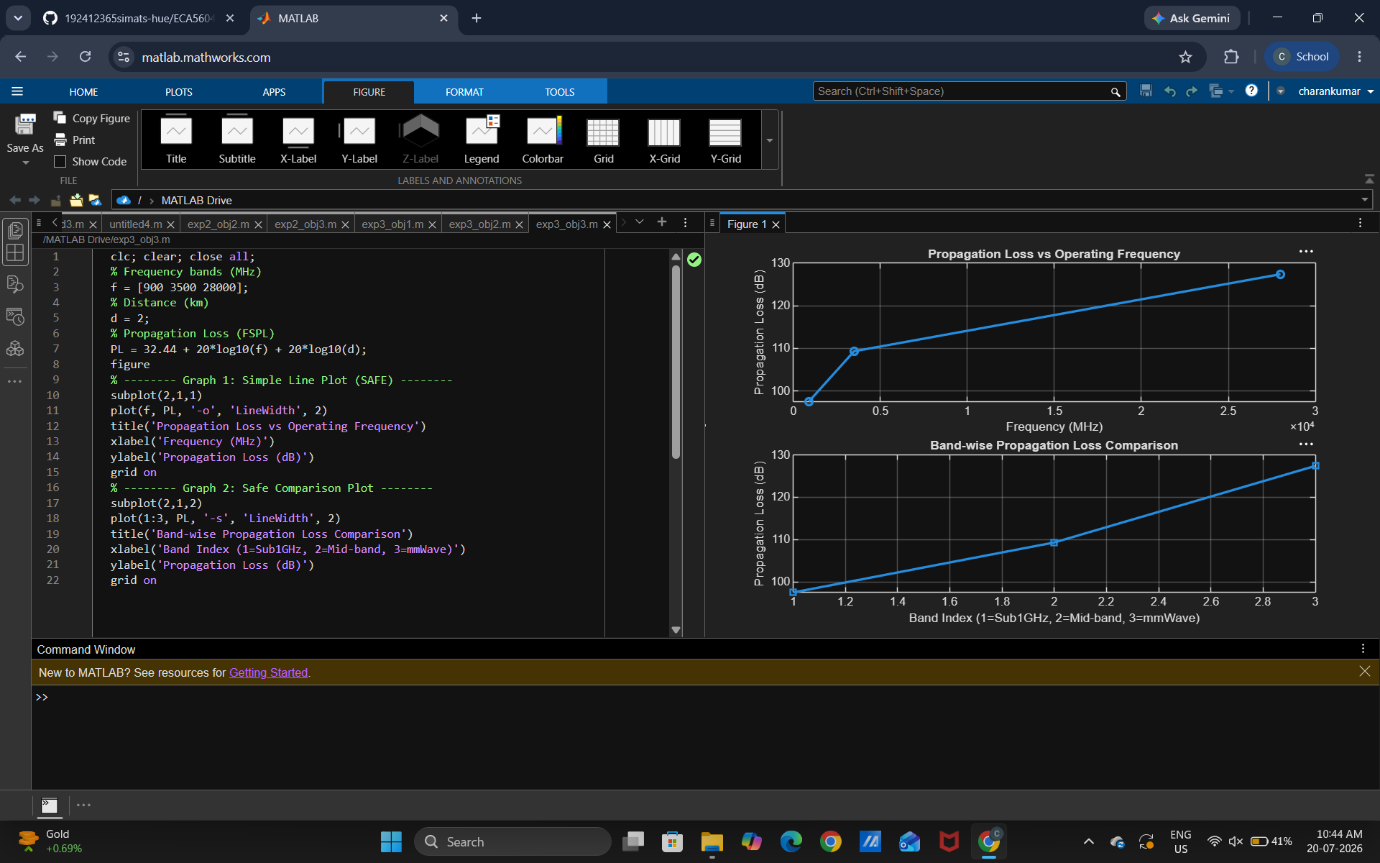 192412365simats-hue/ECA5604
MATLAB
Ask Gemini
matlab.mathworks.com
C School
HOME PLOTS APPS FIGURE FORMAT TOOLS
Search (Ctrl+Shift+Space)
charankumar
Save As
Copy Figure
Print
Show Code
FILE
Title Subtitle X-Label Y-Label Z-Label Legend Colorbar Grid X-Grid Y-Grid
LABELS AND ANNOTATIONS
/ › MATLAB Drive
d3.m untitled4.m exp2_obj2.m exp2_obj3.m exp3_obj1.m exp3_obj2.m exp3_obj3.m
/MATLAB Drive/exp3_obj3.m
1 clc; clear; close all;
2 % Frequency bands (MHz)
3 f = [900 3500 28000];
4 % Distance (km)
5 d = 2;
6 % Propagation Loss (FSPL)
7 PL = 32.44 + 20*log10(f) + 20*log10(d);
8 figure
9 % -------- Graph 1: Simple Line Plot (SAFE) --------
10 subplot(2,1,1)
11 plot(f, PL, '-o', 'LineWidth', 2)
12 title('Propagation Loss vs Operating Frequency')
13 xlabel('Frequency (MHz)')
14 ylabel('Propagation Loss (dB)')
15 grid on
16 % -------- Graph 2: Safe Comparison Plot --------
17 subplot(2,1,2)
18 plot(1:3, PL, '-s', 'LineWidth', 2)
19 title('Band-wise Propagation Loss Comparison')
20 xlabel('Band Index (1=Sub1GHz, 2=Mid-band, 3=mmWave)')
21 ylabel('Propagation Loss (dB)')
22 grid on
Figure 1
Propagation Loss vs Operating Frequency
Propagation Loss (dB)
130
120
110
100
0 0.5 1 1.5 2 2.5 3
Frequency (MHz)
×10⁴
Band-wise Propagation Loss Comparison
Propagation Loss (dB)
130
120
110
100
1 1.2 1.4 1.6 1.8 2 2.2 2.4 2.6 2.8 3
Band Index (1=Sub1GHz, 2=Mid-band, 3=mmWave)
Command Window
New to MATLAB? See resources for Getting Started.
>>
Gold
+0.69%
Search
ENG
US
41%
10:44 AM
20-07-2026